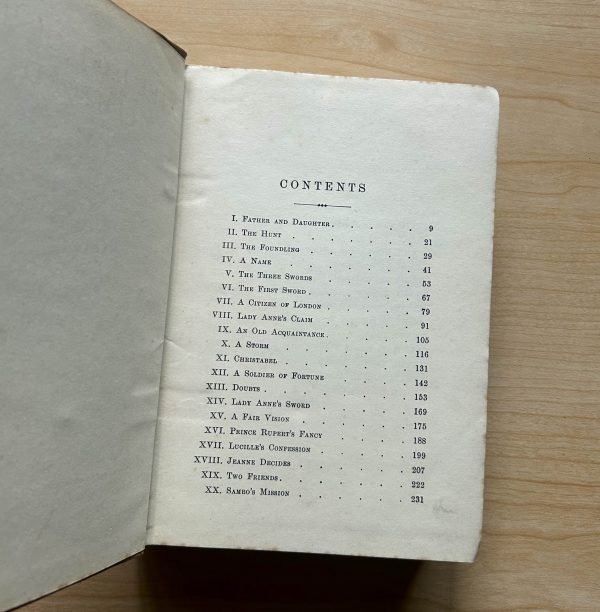 CONTENTS
I. Father and Daughter . . . . . 9
II. The Hunt . . . . . . 21
III. The Foundling . . . . . 29
IV. A Name . . . . . . 41
V. The Three Swords . . . . . 53
VI. The First Sword . . . . . 67
VII. A Citizen of London . . . . 79
VIII. Lady Anne's Claim . . . . 91
IX. An Old Acquaintance . . . . 105
X. A Storm . . . . . . 116
XI. Christabel . . . . . . 131
XII. A Soldier of Fortune . . . . 142
XIII. Doubts . . . . . . 153
XIV. Lady Anne's Sword . . . . 169
XV. A Fair Vision . . . . . 175
XVI. Prince Rupert's Fancy . . . . 188
XVII. Lucille's Confession . . . . 199
XVIII. Jeanne Decides . . . . . 207
XIX. Two Friends . . . . . 222
XX. Sambo's Mission . . . . . 231